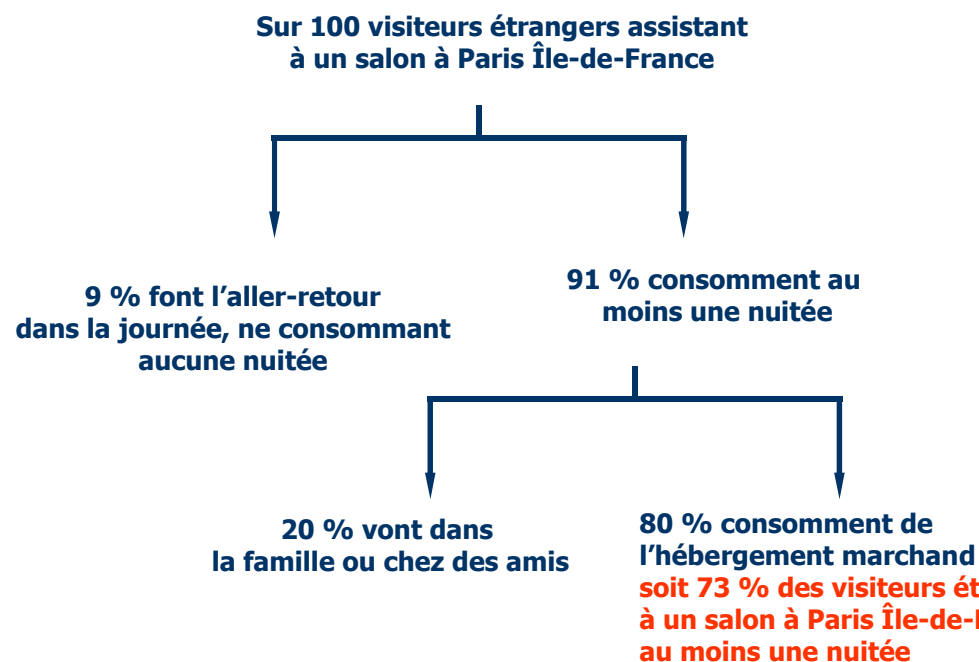 Sur 100 visiteurs étrangers assistant
à un salon à Paris Île-de-France
9 % font l’aller-retour
dans la journée, ne consommant
aucune nuitée
91 % consomment au
moins une nuitée
20 % vont dans
la famille ou chez des amis
80 % consomment de
l’hébergement marchand
soit 73 % des visiteurs
à un salon à Paris
au moins une nuitée